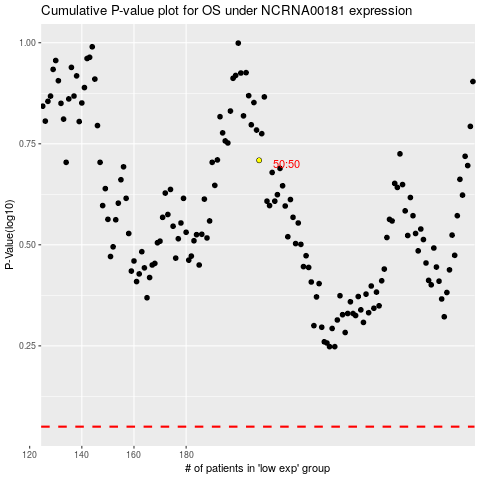 Cumulative P-value plot for OS under NCRNA00181 expression
1.00
0.75
0.50
0.25
P-Value(log10)
50:50
120 140 160 180
# of patients in 'low exp' group